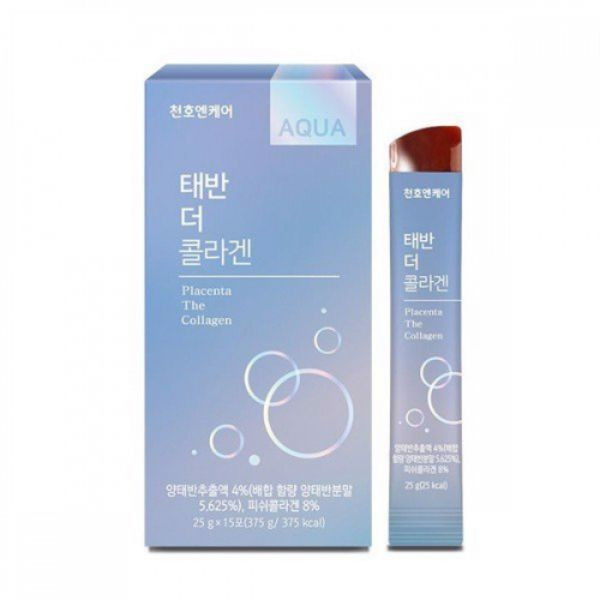 천호엔케어
AQUA
태반
더
콜라겐
Placenta
The
Collagen
양태반추출액 4%(배합 함량 양태반분말
5.625%), 피쉬콜라겐 8%
25 g × 15포(375 g/ 375 kcal)
천호엔케어
태반
더
콜라겐
Placenta
The
Collagen
양태반추출액 4%(배합
함량 양태반분말 5.625%),
피쉬콜라겐 8%
25 g(25 kcal)